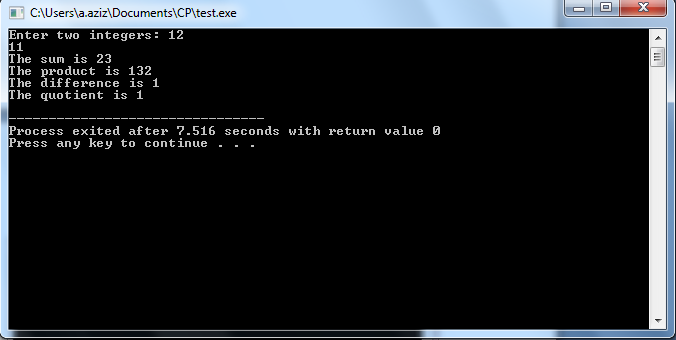 C:\Users\a.aziz\Documents\CP\test.exe
Enter two integers: 12
11
The sum is 23
The product is 132
The difference is 1
The quotient is 1
--------------------------------
Process exited after 7.516 seconds with return value 0
Press any key to continue . . .